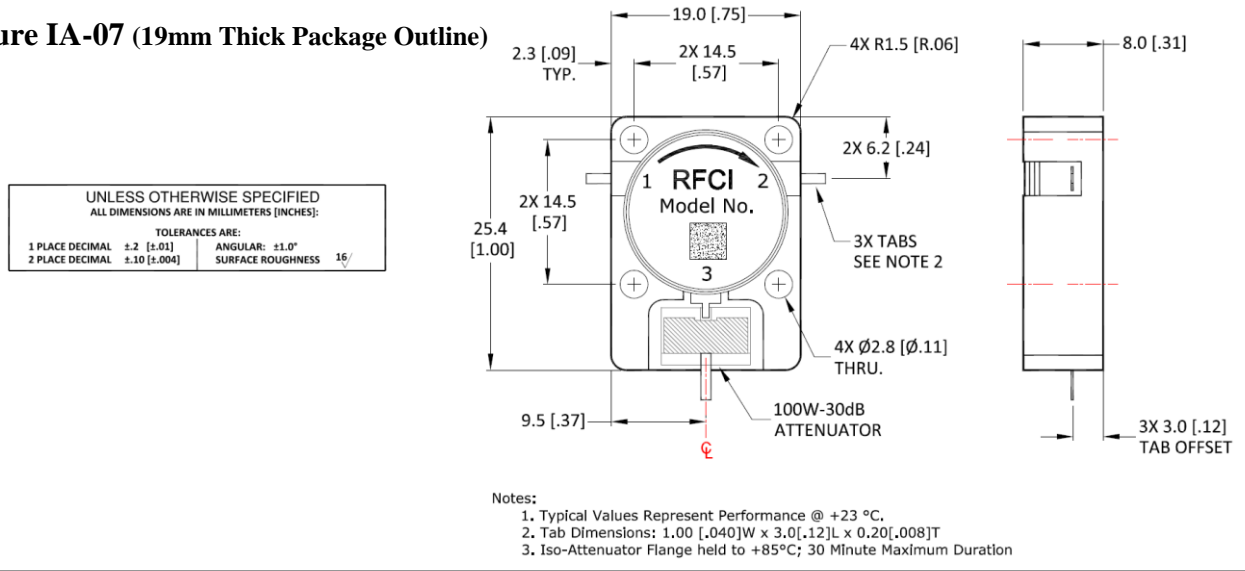 ure IA-07 (19mm Thick Package Outline)
19.0 [.75]
2.3 [.09]
TYP.
2X 14.5
[.57]
4X R1.5 [R.06]
8.0 [.31]
2X 6.2 [.24]
UNLESS OTHERWISE SPECIFIED
ALL DIMENSIONS ARE IN MILLIMETERS [INCHES]:
TOLERANCES ARE:
1 PLACE DECIMAL ±.2 [±.01] ANGULAR: ±1.0°
2 PLACE DECIMAL ±.10 [±.004] SURFACE ROUGHNESS 16
2X 14.5
[.57]
25.4
[1.00]
1 RFCI 2
Model No.
3
3X TABS
SEE NOTE 2
4X Ø2.8 [Ø.11]
THRU.
9.5 [.37]
100W-30dB
ATTENUATOR
℄
3X 3.0 [.12]
TAB OFFSET
Notes:
1. Typical Values Represent Performance @ +23 °C.
2. Tab Dimensions: 1.00 [.040]W x 3.0[.12]L x 0.20[.008]T
3. Iso-Attenuator Flange held to +85°C; 30 Minute Maximum Duration